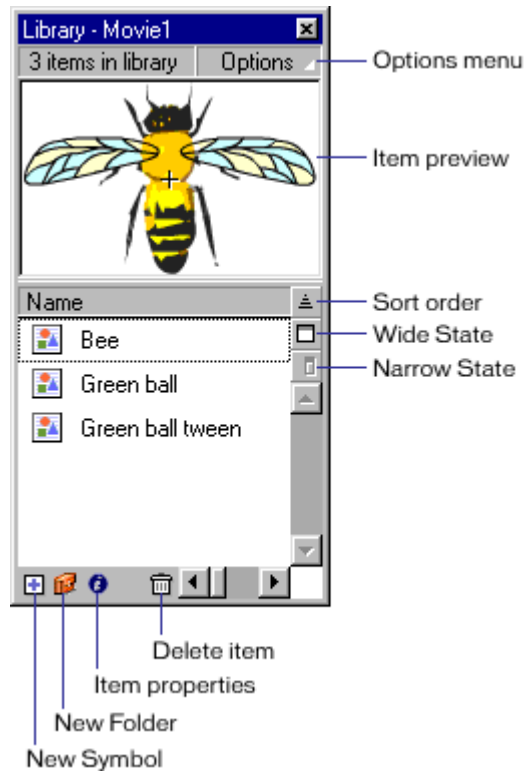 Library - Movie1
3 items in library Options
Options menu
Item preview
Name
Sort order
Wide State
Narrow State
Bee
Green ball
Green ball tween
Delete item
Item properties
New Folder
New Symbol